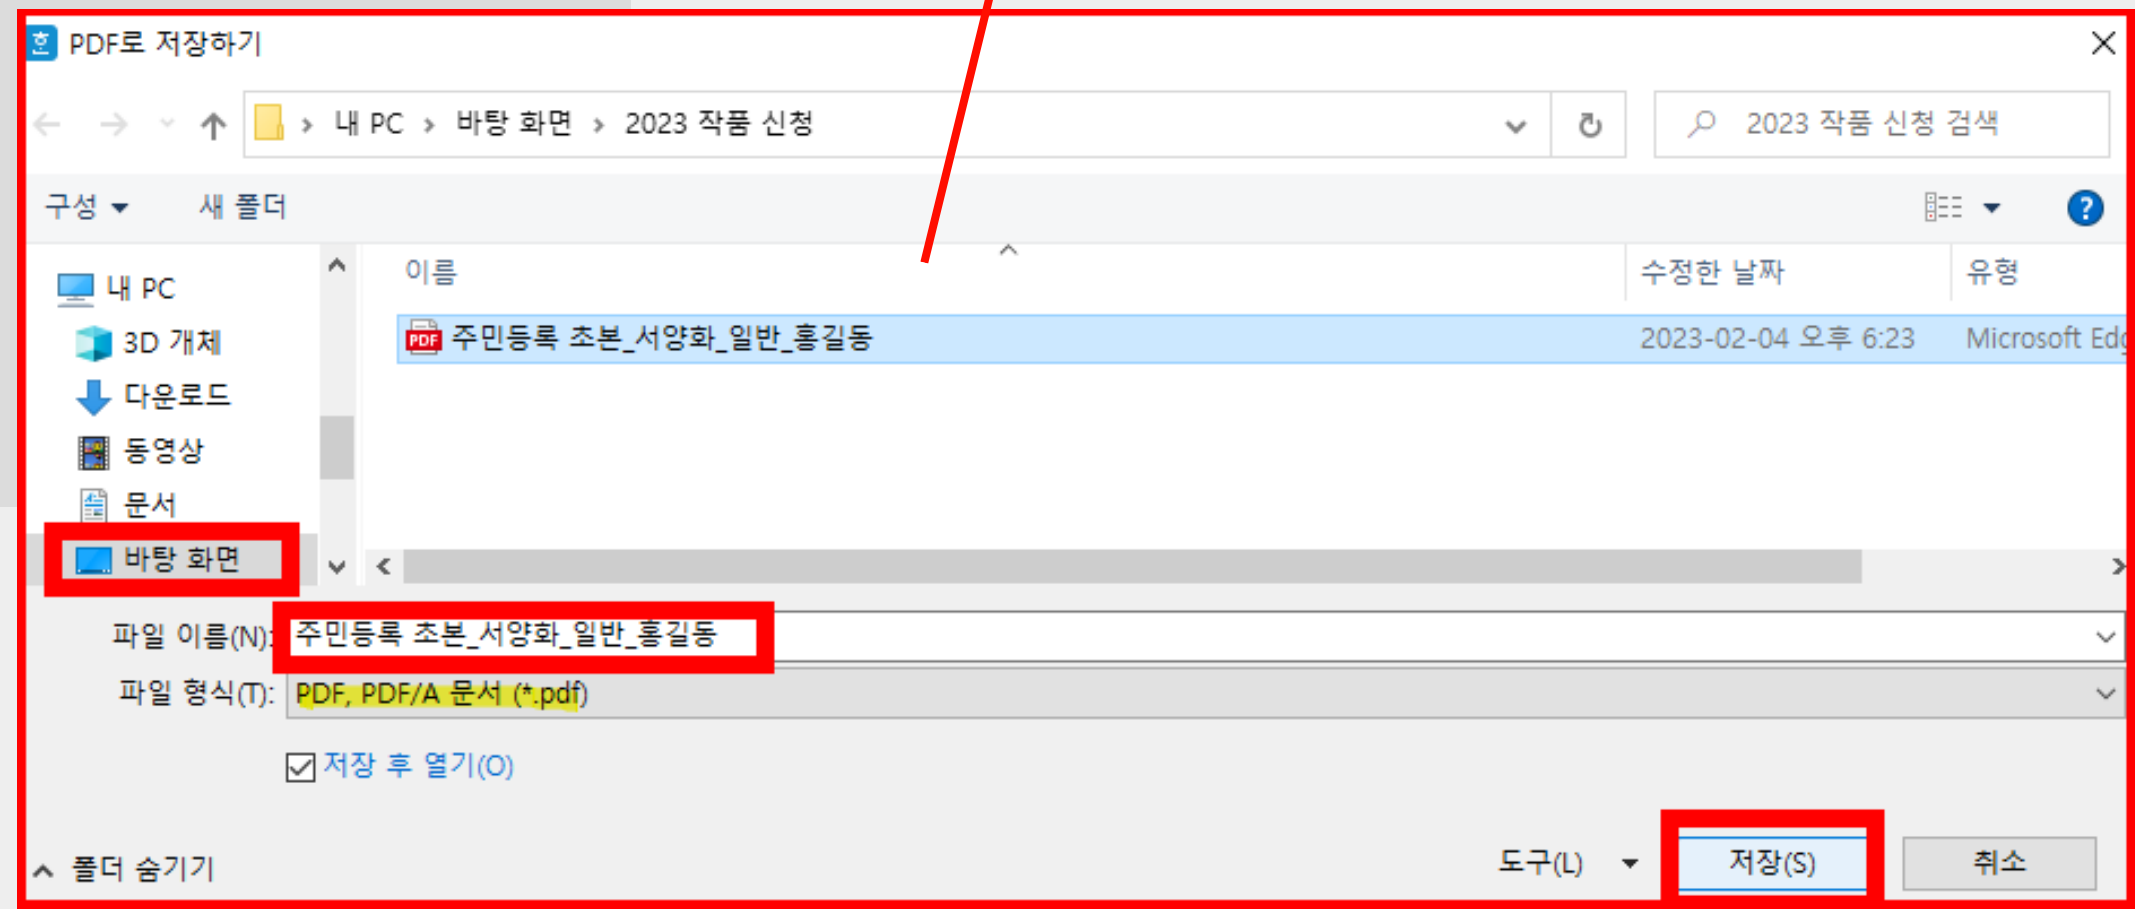 호 PDF로 저장하기
내 PC > 바탕 화면 > 2023 작품 신청
2023 작품 신청 검색
구성 새 폴더
?
이름 수정한 날짜 유형
내 PC
3D 개체
다운로드
동영상
문서
바탕 화면
PDF 주민등록 초본_서양화_일반_홍길동 2023-02-04 오후 6:23 Microsoft Edg
파일 이름(N): 주민등록 초본_서양화_일반_홍길동
파일 형식(T): PDF, PDF/A 문서 (*.pdf)
저장 후 열기(O)
폴더 숨기기
도구(L) 저장(S) 취소